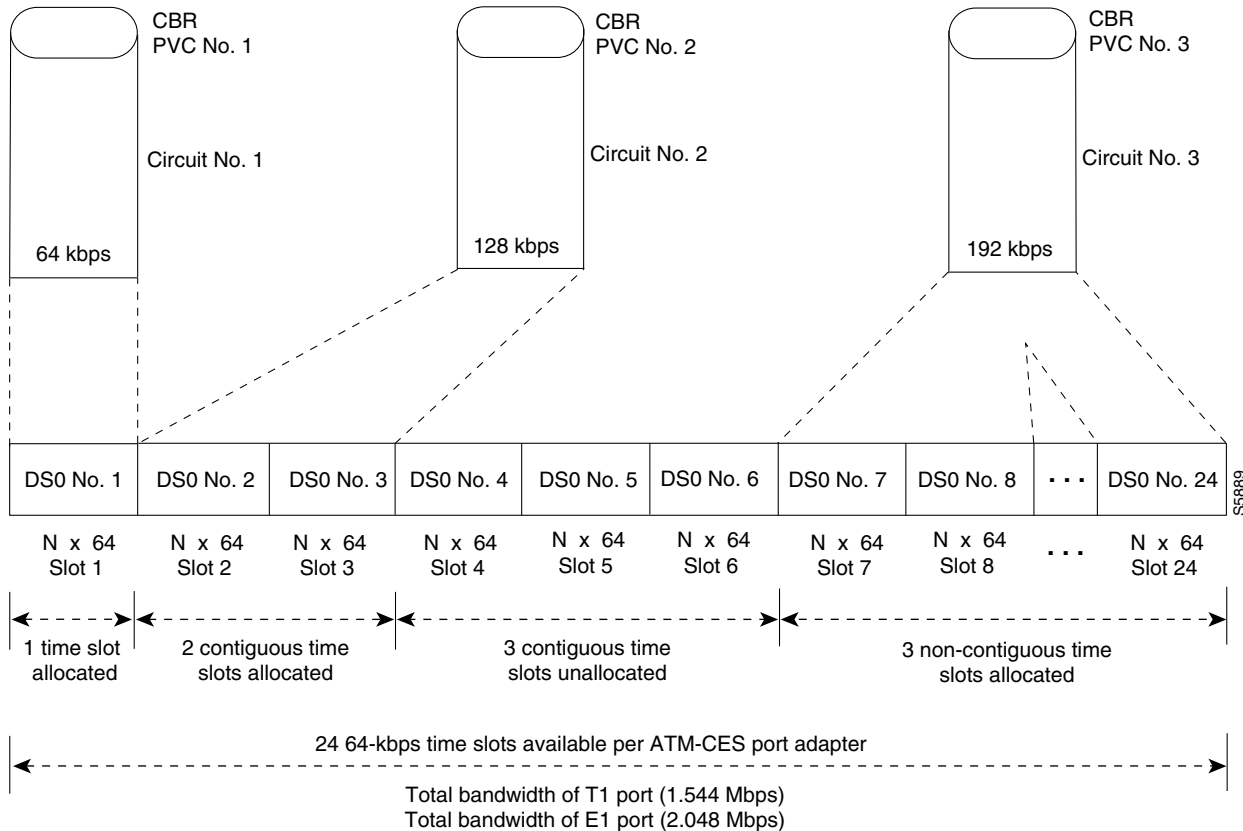 CBR
PVC No. 1
CBR
PVC No. 2
CBR
PVC No. 3
Circuit No. 1
Circuit No. 2
Circuit No. 3
64 kbps
128 kbps
192 kbps
DS0 No. 1
DS0 No. 2
DS0 No. 3
DS0 No. 4
DS0 No. 5
DS0 No. 6
DS0 No. 7
DS0 No. 8
. . .
DS0 No. 24
S5889
N x 64
Slot 1
N x 64
Slot 2
N x 64
Slot 3
N x 64
Slot 4
N x 64
Slot 5
N x 64
Slot 6
N x 64
Slot 7
N x 64
Slot 8
. . .
N x 64
Slot 24
1 time slot
allocated
2 contiguous time
slots allocated
3 contiguous time
slots unallocated
3 non-contiguous time
slots allocated
24 64-kbps time slots available per ATM-CES port adapter
Total bandwidth of T1 port (1.544 Mbps)
Total bandwidth of E1 port (2.048 Mbps)